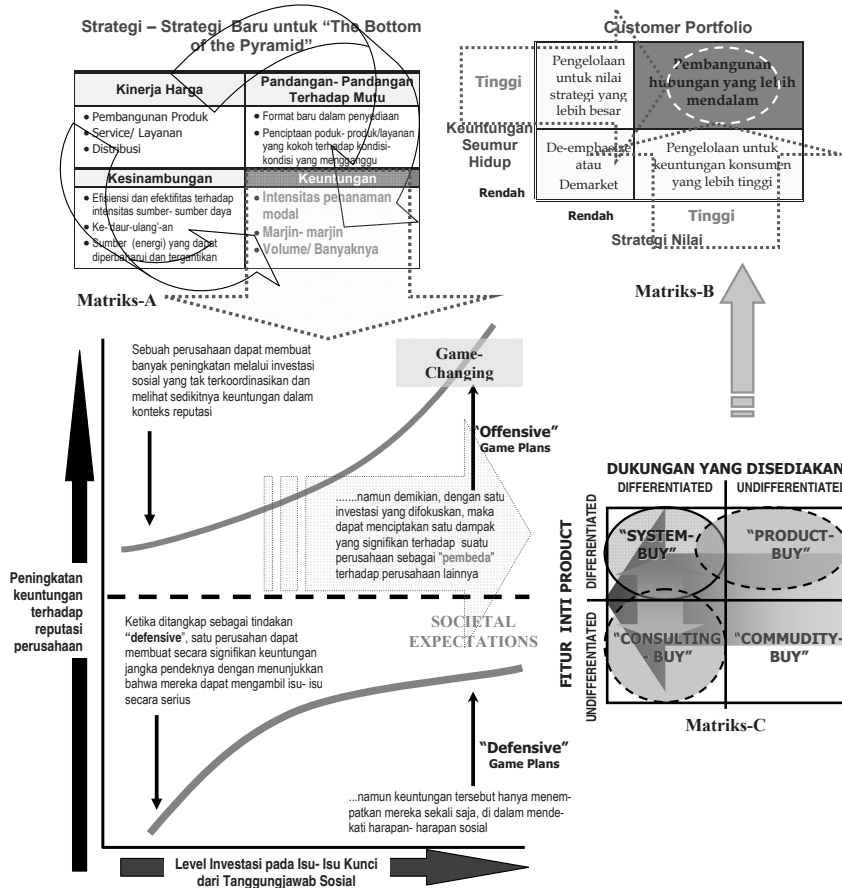 Strategi – Strategi Baru untuk “The Bottom
of the Pyramid”
Kinerja Harga
• Pembangunan Produk
• Service/ Layanan
• Distribusi
Pandangan- Pandangan
Terhadap Mutu
• Format baru dalam penyediaan
• Penciptaan poduk- produk/layanan
yang kokoh terhadap kondisi-
kondisi yang mengganggu
Kesinambungan
• Efisiensi dan efektifitas terhadap
intensitas sumber- sumber daya
• Ke-‘daur-ulang’-an
• Sumber (energi) yang dapat
diperbaharui dan tergantikan
Keuntungan
• Intensitas penanaman
modal
• Marjin- marjin
• Volume/ Banyaknya
Matriks-A
Customer Portfolio
Tinggi
Keuntungan
Seumur
Hidup
Rendah
Pengelolaan
untuk nilai
strategi yang
lebih besar
Pembangunan
hubungan yang lebih
mendalam
De-emphasize
atau
Demarket
Pengelolaan untuk
keuntungan konsumen
yang lebih tinggi
Rendah
Tinggi
Strategi Nilai
Matriks-B
Sebuah perusahaan dapat membuat
banyak peningkatan melalui investasi
sosial yang tak terkoordinasikan dan
melihat sedikitnya keuntungan dalam
konteks reputasi
Game-
Changing
“Offensive”
Game Plans
.......namun demikian, dengan satu
investasi yang difokuskan, maka
dapat menciptakan satu dampak
yang signifikan terhadap suatu
perusahaan sebagai "pembeda"
terhadap perusahaan lainnya
Peningkatan
keuntungan
terhadap
reputasi
perusahaan
SOCIETAL
EXPECTATIONS
Ketika ditangkap sebagai tindakan
“defensive”, satu perusahan dapat
membuat secara signifikan keuntungan
jangka pendeknya dengan menunjukkan
bahwa mereka dapat mengambil isu- isu
secara serius
“Defensive”
Game Plans
...namun keuntungan tersebut hanya menem-
patkan mereka sekali saja, di dalam mende-
kati harapan- harapan sosial
Level Investasi pada Isu- Isu Kunci
dari Tanggungjawab Sosial
DUKUNGAN YANG DISEDIAKAN
DIFFERENTIATED
UNDIFFERENTIATED
FITUR INTI PRODUCT
DIFFERENTIATED
UNDIFFERENTIATED
“SYSTEM-
BUY”
“PRODUCT-
BUY”
“CONSULTING
- BUY”
“COMMUDITY-
BUY”
Matriks-C